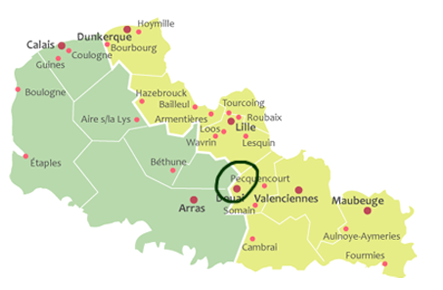 Hoymille
Dunkerque
Calais
Bourbourg
Coulogne
Guines
Hazebrouck
Boulogne
Bailleul
Tourcoing
Armentières
Roubaix
Aire s/la Lys
Loos
Lille
Wavrin
Lesquin
Étaples
Béthune
Pecquencourt
Douai
Valenciennes
Maubeuge
Arras
Somain
Aulnoye-Aymeries
Cambrai
Fourmies